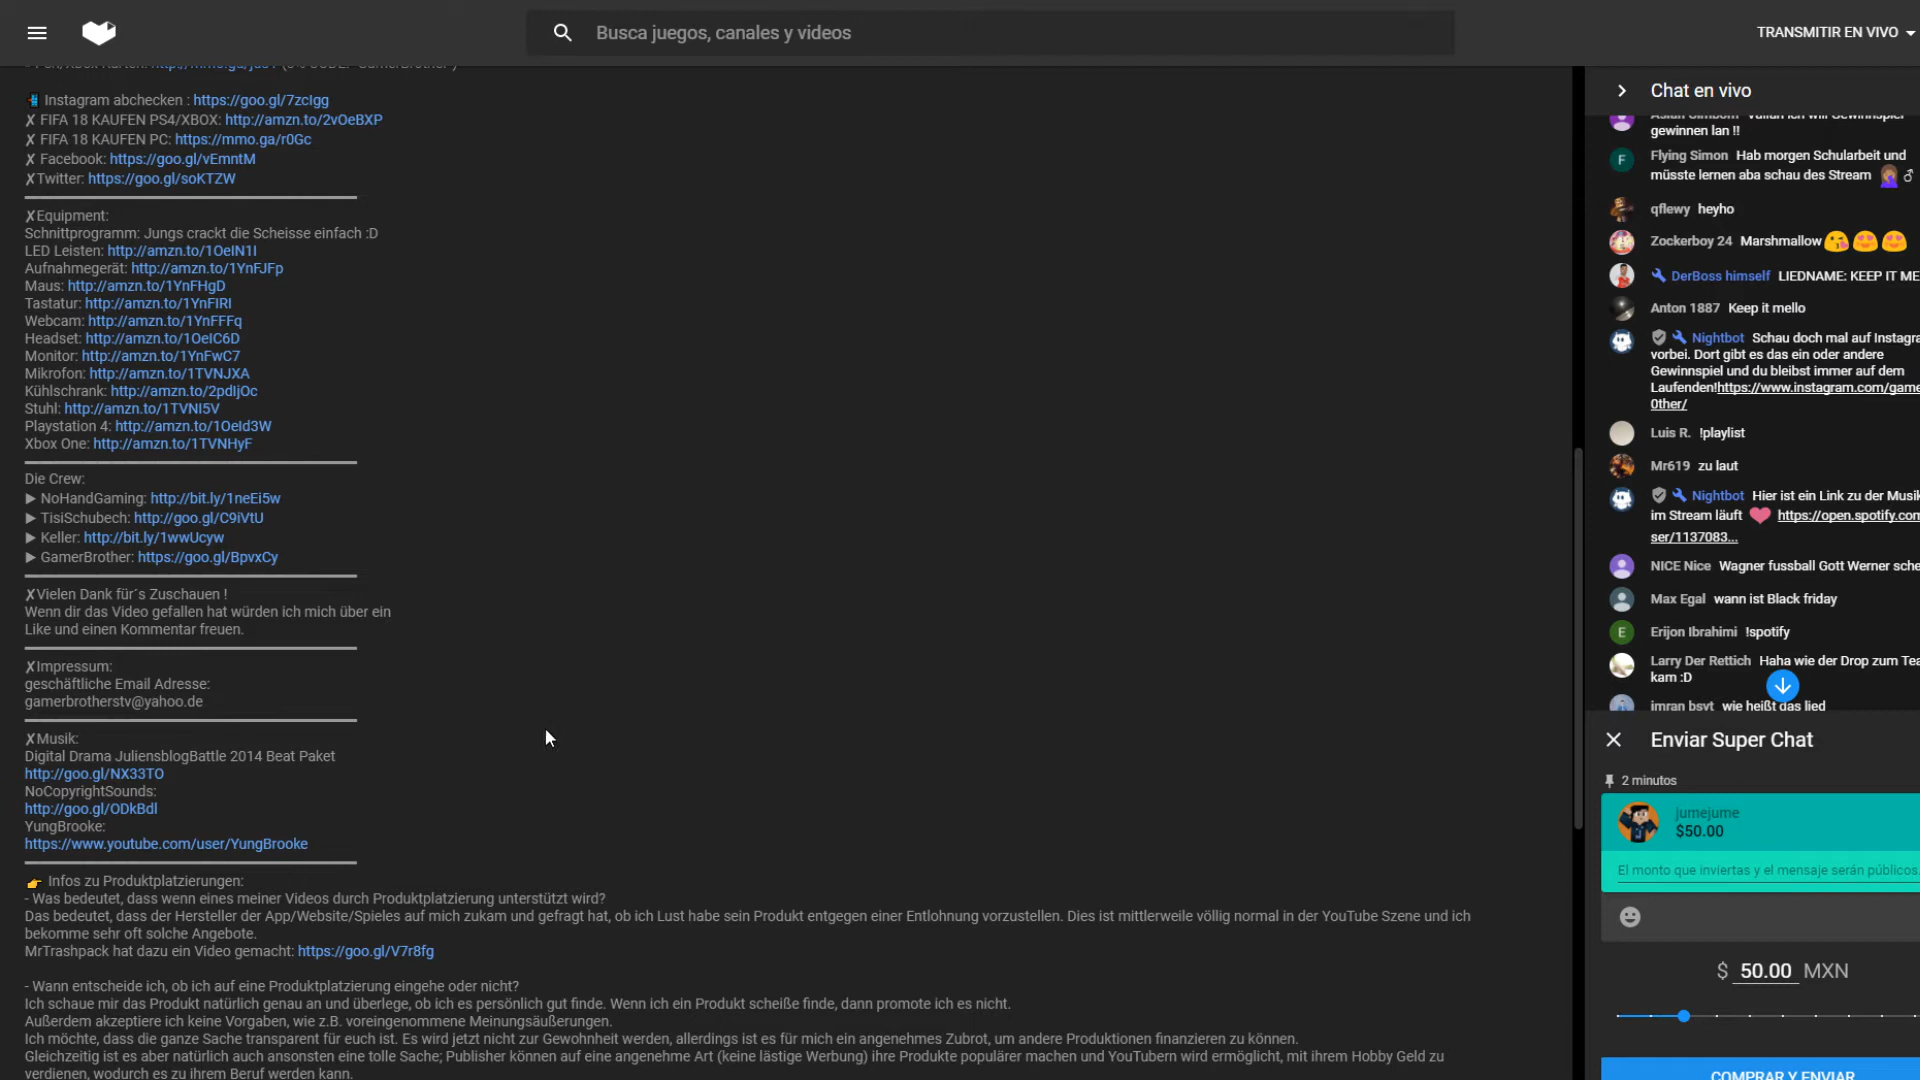 Busca juegos, canales y videos
TRANSMITIR EN VIVO
Instagram abchecken : https://goo.gl/7zcIgg
✗ FIFA 18 KAUFEN PS4/XBOX: http://amzn.to/2vOeBXP
✗ FIFA 18 KAUFEN PC: https://mmo.ga/r0Gc
✗ Facebook: https://goo.gl/vEmntM
✗Twitter: https://goo.gl/soKTZW
✗Equipment:
Schnittprogramm: Jungs crackt die Scheisse einfach :D
LED Leisten: http://amzn.to/1OeIN1I
Aufnahmegerät: http://amzn.to/1YnFJFp
Maus: http://amzn.to/1YnFHgD
Tastatur: http://amzn.to/1YnFIRI
Webcam: http://amzn.to/1YnFFFq
Headset: http://amzn.to/1OeIC6D
Monitor: http://amzn.to/1YnFwC7
Mikrofon: http://amzn.to/1TVNJXA
Kühlschrank: http://amzn.to/2pdIjOc
Stuhl: http://amzn.to/1TVNI5V
Playstation 4: http://amzn.to/1OeId3W
Xbox One: http://amzn.to/1TVNHyF
Die Crew:
▶ NoHandGaming: http://bit.ly/1neEi5w
▶ TisiSchubech: http://goo.gl/C9iVtU
▶ Keller: http://bit.ly/1wwUcyw
▶ GamerBrother: https://goo.gl/BpvxCy
✗Vielen Dank für´s Zuschauen !
Wenn dir das Video gefallen hat würden ich mich über ein
Like und einen Kommentar freuen.
✗Impressum:
geschäftliche Email Adresse:
gamerbrotherstv@yahoo.de
✗Musik:
Digital Drama JuliensblogBattle 2014 Beat Paket
http://goo.gl/NX33TO
NoCopyrightSounds:
http://goo.gl/ODkBdl
YungBrooke:
https://www.youtube.com/user/YungBrooke
👉 Infos zu Produktplatzierungen:
- Was bedeutet, dass wenn eines meiner Videos durch Produktplatzierung unterstützt wird?
Das bedeutet, dass der Hersteller der App/Website/Spieles auf mich zukam und gefragt hat, ob ich Lust habe sein Produkt entgegen einer Entlohnung vorzustellen. Dies ist mittlerweile völlig normal in der YouTube Szene und ich
bekomme sehr oft solche Angebote.
MrTrashpack hat dazu ein Video gemacht: https://goo.gl/V7r8fg
- Wann entscheide ich, ob ich auf eine Produktplatzierung eingehe oder nicht?
Ich schaue mir das Produkt natürlich genau an und überlege, ob ich es persönlich gut finde. Wenn ich ein Produkt scheiße finde, dann promote ich es nicht.
Außerdem akzeptiere ich keine Vorgaben, wie z.B. voreingenommene Meinungsäußerungen.
Ich möchte, dass die ganze Sache transparent für euch ist. Es wird jetzt nicht zur Gewohnheit werden, allerdings ist es für mich ein angenehmes Zubrot, um andere Produktionen finanzieren zu können.
Gleichzeitig ist es aber natürlich auch ansonsten eine tolle Sache; Publisher können auf eine angenehme Art (keine lästige Werbung) ihre Produkte populärer machen und YouTubern wird ermöglicht, mit ihrem Hobby Geld zu
verdienen, wodurch es zu ihrem Beruf werden kann.
Chat en vivo
gewinnen lan !!
F
Flying Simon Hab morgen Schularbeit und
müsste lernen aba schau des Stream
qflewy heyho
Zockerboy 24 Marshmallow 😘😍😍
DerBoss himself LIEDNAME: KEEP IT ME
Anton 1887 Keep it mello
Nightbot Schau doch mal auf Instagra
vorbei. Dort gibt es das ein oder andere
Gewinnspiel und du bleibst immer auf dem
Laufenden!https://www.instagram.com/game
0ther/
Luis R. !playlist
Mr619 zu laut
Nightbot Hier ist ein Link zu der Musik
im Stream läuft ❤ https://open.spotify.com
ser/1137083...
NICE Nice Wagner fussball Gott Werner sche
Max Egal wann ist Black friday
E
Erijon Ibrahimi !spotify
Larry Der Rettich Haha wie der Drop zum Tea
kam :D
imran bsvt wie heißt das lied
Enviar Super Chat
2 minutos
jumejume
$50.00
El monto que inviertas y el mensaje serán públicos.
$ 50.00 MXN
COMPRAR Y ENVIAR